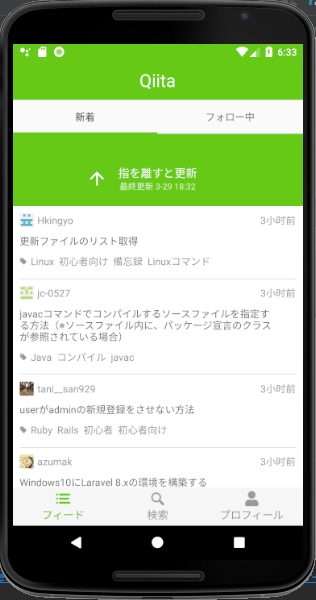 6:33
Qiita
新着 フォロー中
指を離すと更新
最終更新 3-29 18:32
Hkingyo 3小时前
更新ファイルのリスト取得
Linux 初心者向け 備忘録 Linuxコマンド
jc-0527 3小时前
javacコマンドでコンパイルするソースファイルを指定す
る方法（※ソースファイル内に、パッケージ宣言のクラス
が参照されている場合）
Java コンパイル javac
tani__san929 3小时前
userがadminの新規登録をさせない方法
Ruby Rails 初心者 初心者向け
azumak 3小时前
Windows10にLaravel 8.xの環境を構築する
フィード 検索 プロフィール